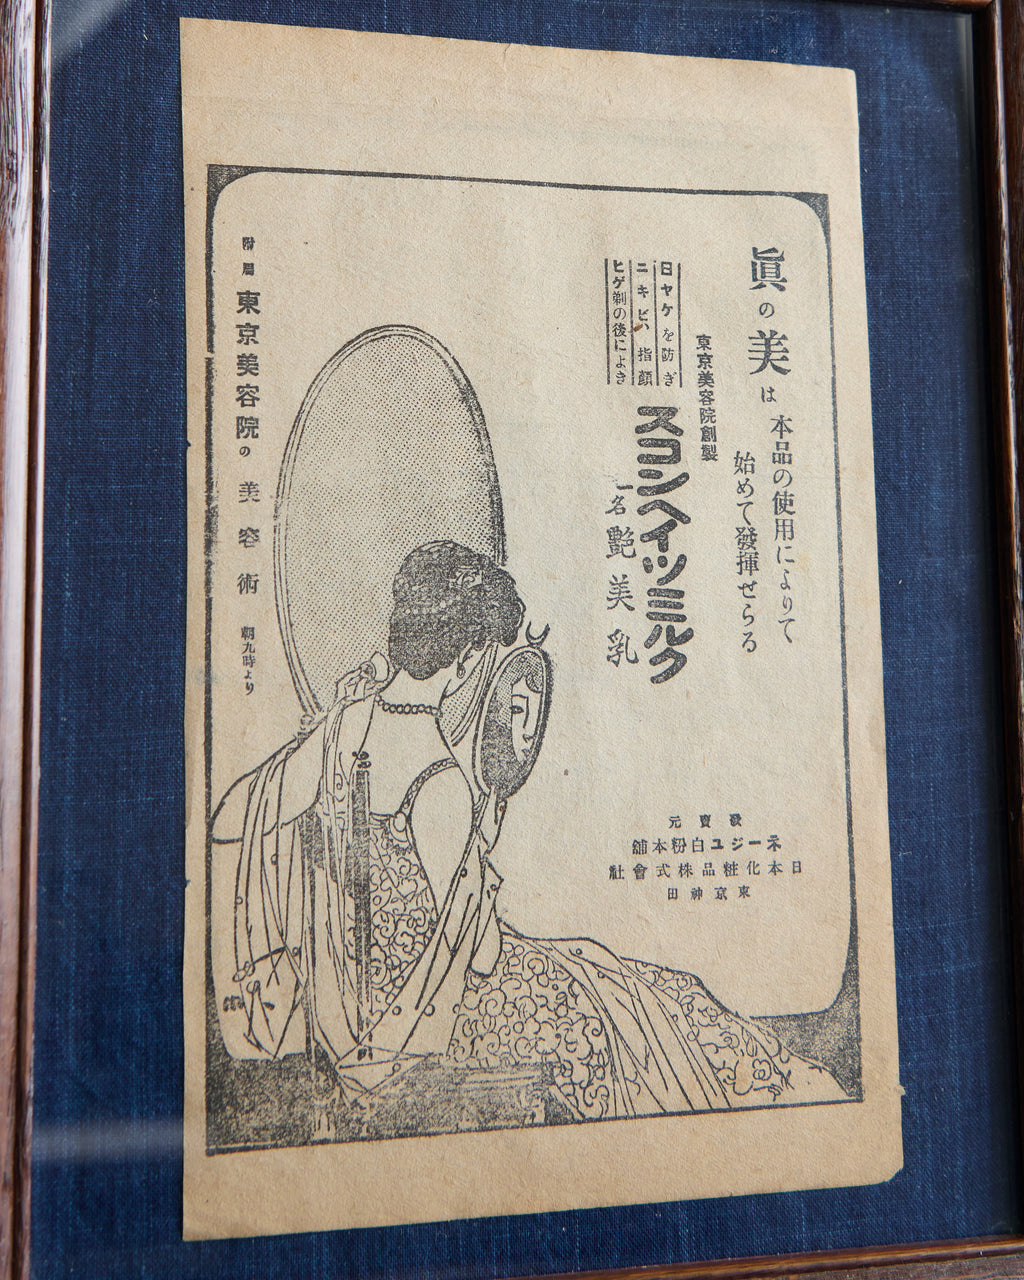 眞の美は本品の使用によりて
始めて發揮せらる
東京美容院創製
日ヤケを防ぎ
ニキビ、指顔
ヒゲ剃の後によき
スコンヘイツミルク
一名艶美乳
發賣元
ネージユ白粉本舗
日本化粧品株式會社
東京神田
附屬東京美容院の美容術 朝九時より